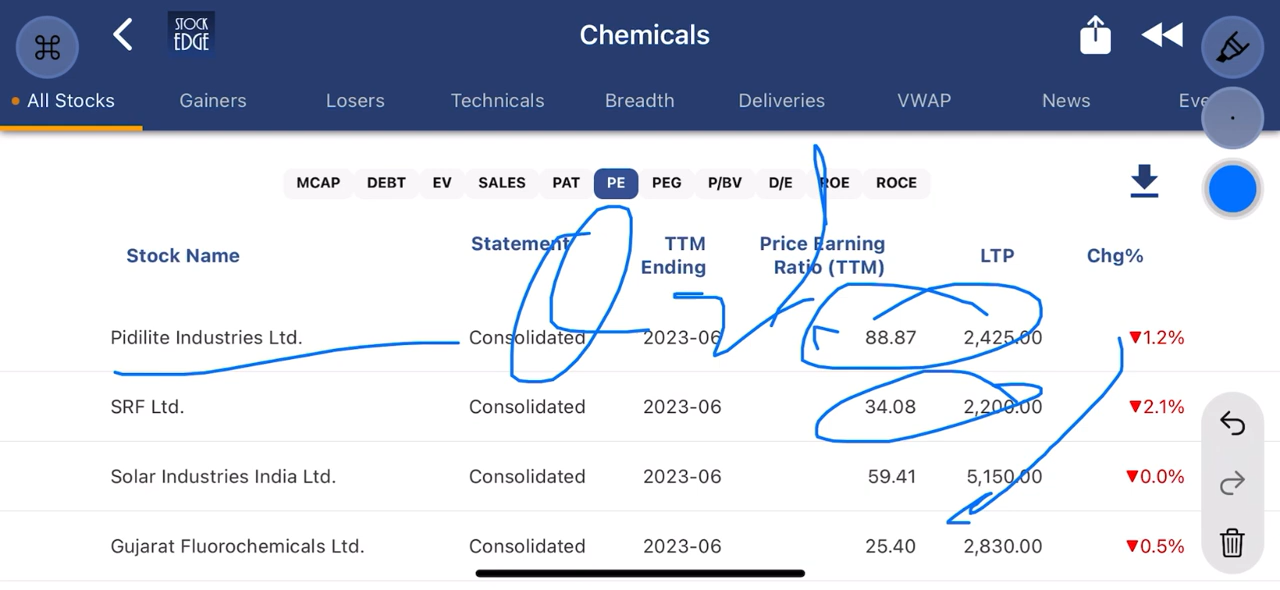 STOCK
EDGE
Chemicals
All Stocks Gainers Losers Technicals Breadth Deliveries VWAP News Eve
MCAP DEBT EV SALES PAT PE PEG P/BV D/E ROE ROCE
Stock Name Statement TTM Ending Price Earning Ratio (TTM) LTP Chg%
Pidilite Industries Ltd. Consolidated 2023-06 88.87 2,425.00 ▼1.2%
SRF Ltd. Consolidated 2023-06 34.08 2,200.00 ▼2.1%
Solar Industries India Ltd. Consolidated 2023-06 59.41 5,150.00 ▼0.0%
Gujarat Fluorochemicals Ltd. Consolidated 2023-06 25.40 2,830.00 ▼0.5%